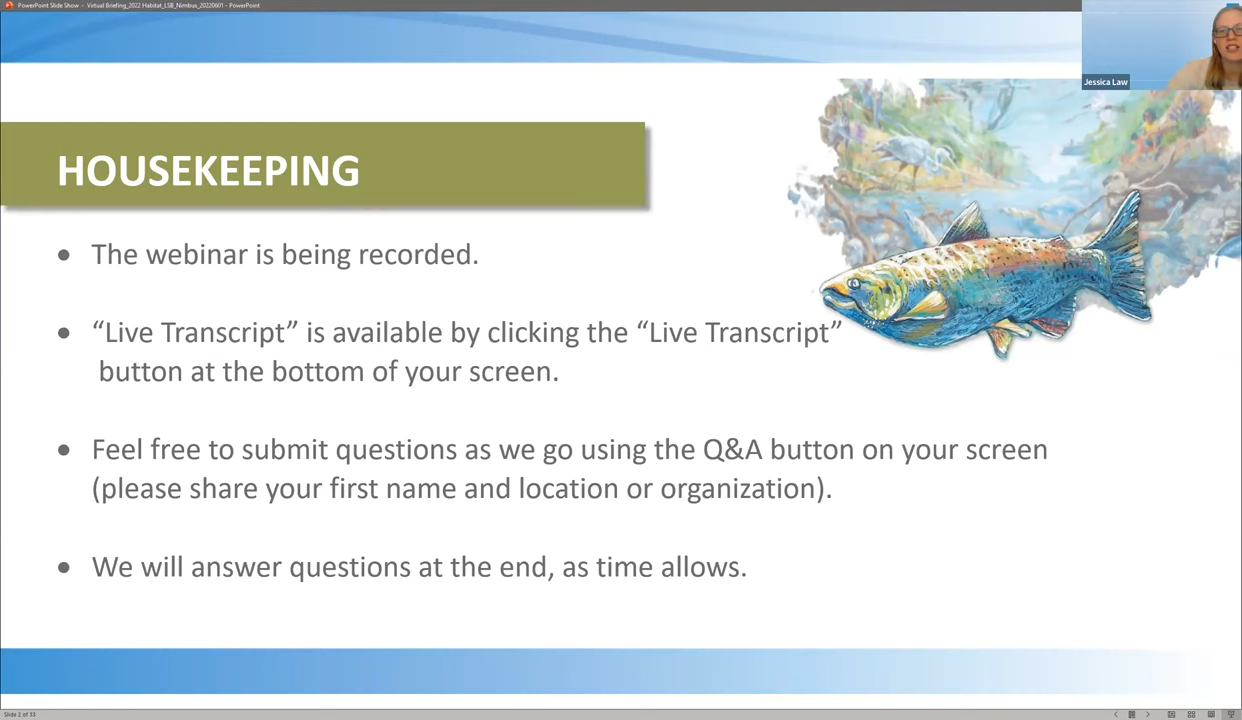 PowerPoint Slide Show - Virtual Briefing_2022 Habitat_LSB_Nimbus_20220601 - PowerPoint
Jessica Law
HOUSEKEEPING
• The webinar is being recorded.
• “Live Transcript” is available by clicking the “Live Transcript”
button at the bottom of your screen.
• Feel free to submit questions as we go using the Q&A button on your screen
(please share your first name and location or organization).
• We will answer questions at the end, as time allows.
Slide 2 of 33